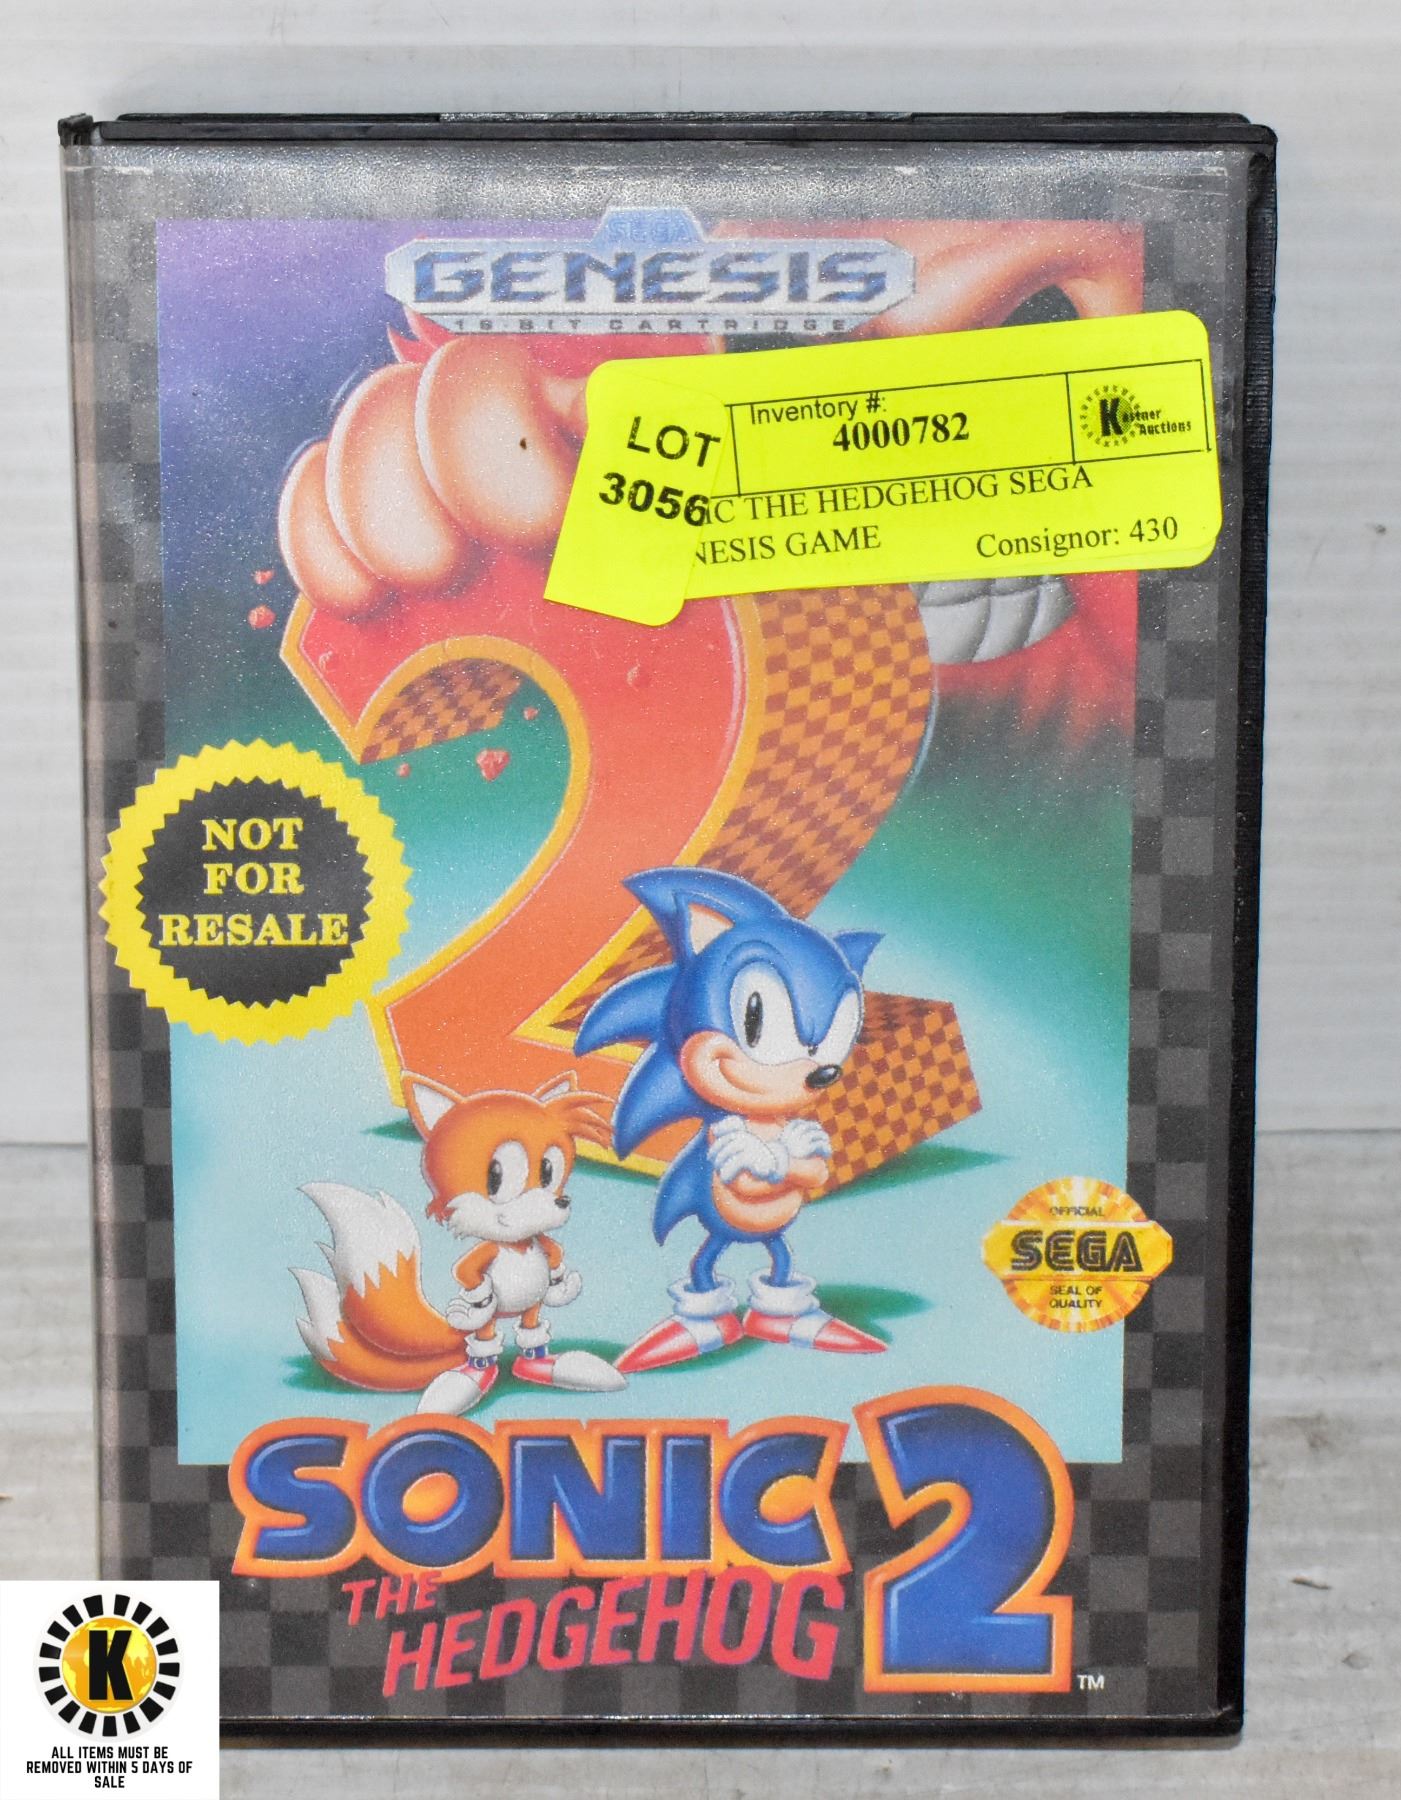 SEGA
GENESIS
16-BIT CARTRIDGE
LOT
3056
Inventory #:
4000782
Kastner
Auctions
IC THE HEDGEHOG SEGA
NESIS GAME
Consignor: 430
NOT
FOR
RESALE
OFFICIAL
SEGA
SEAL OF
QUALITY
SONIC 2
THE
HEDGEHOG
TM
K
ALL ITEMS MUST BE
REMOVED WITHIN 5 DAYS OF
SALE